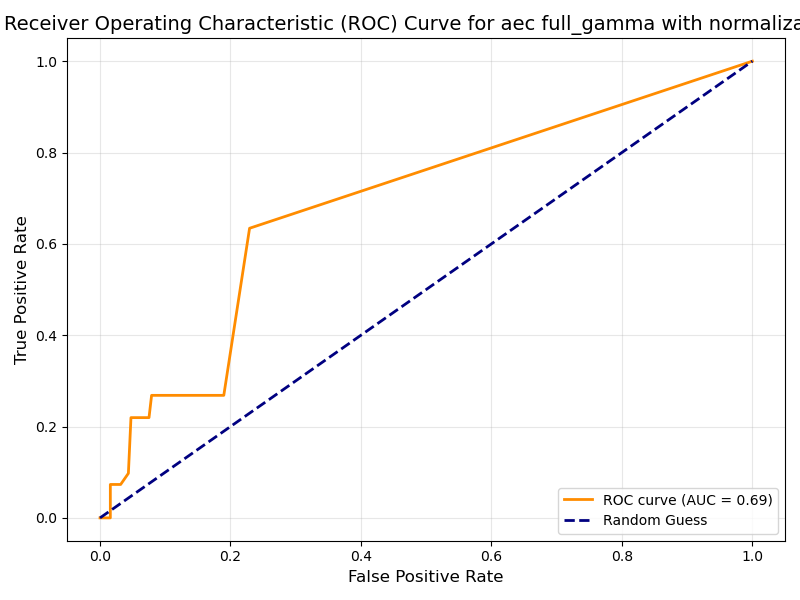 Receiver Operating Characteristic (ROC) Curve for aec full_gamma with normaliza
1.0
0.8
0.6
0.4
0.2
0.0
True Positive Rate
0.0 0.2 0.4 0.6 0.8 1.0
False Positive Rate
ROC curve (AUC = 0.69)
Random Guess